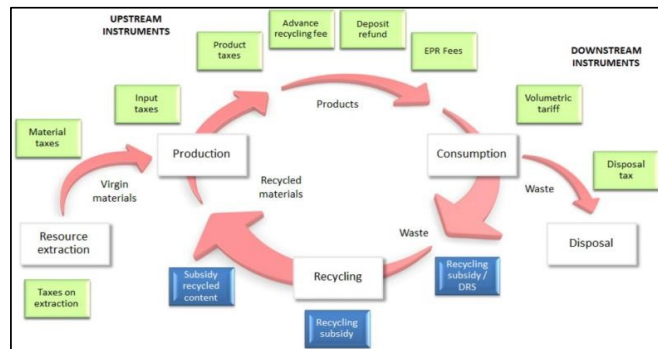 UPSTREAM
INSTRUMENTS
Advance
recycling fee
Deposit
refund
Product
taxes
EPR Fees
DOWNSTREAM
INSTRUMENTS
Input
taxes
Products
Volumetric
tariff
Material
taxes
Production
Consumption
Disposal
tax
Virgin
materials
Recycled
materials
Waste
Waste
Resource
extraction
Disposal
Subsidy
recycled
content
Recycling
Recycling
subsidy /
DRS
Taxes on
extraction
Recycling
subsidy